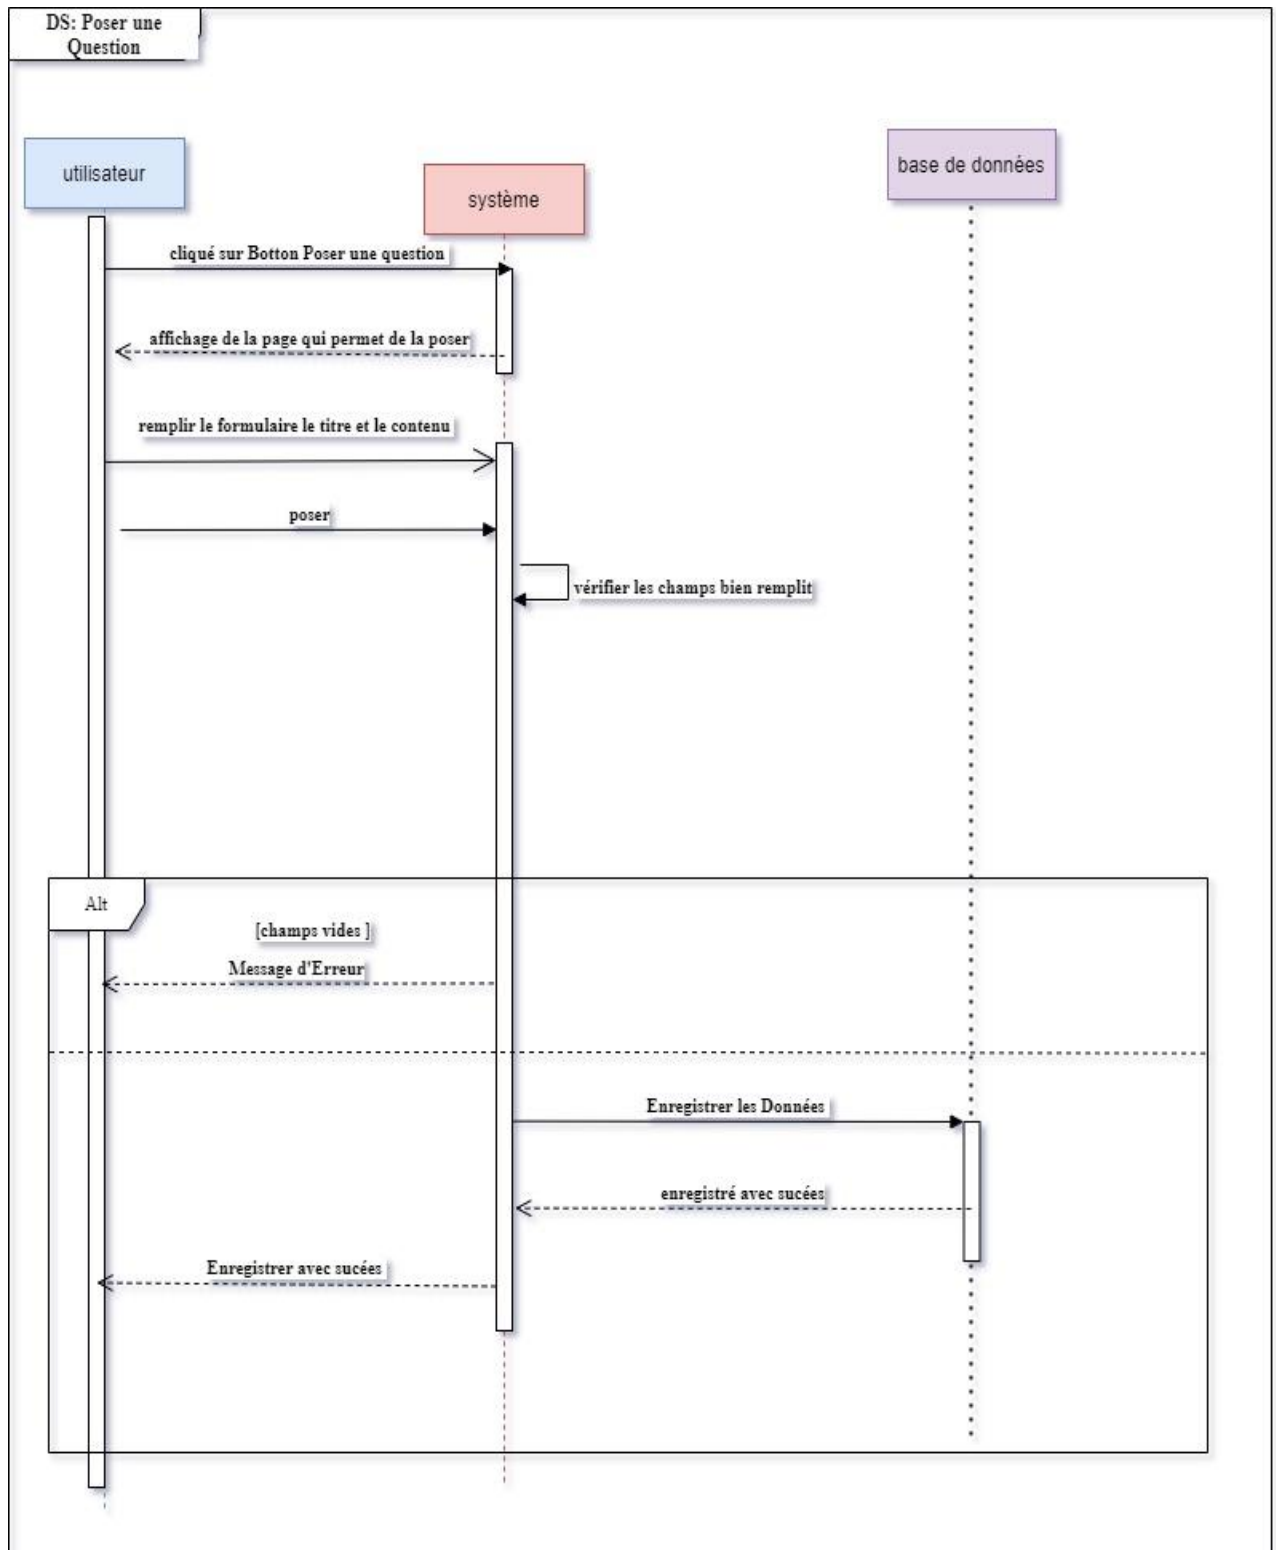 DS: Poser une
Question
utilisateur
système
base de données
cliqué sur Botton Poser une question
affichage de la page qui permet de la poser
remplir le formulaire le titre et le contenu
poser
vérifier les champs bien remplit
Alt
[champs vides ]
Message d'Erreur
Enregistrer les Données
enregistré avec sucées
Enregistrer avec sucées